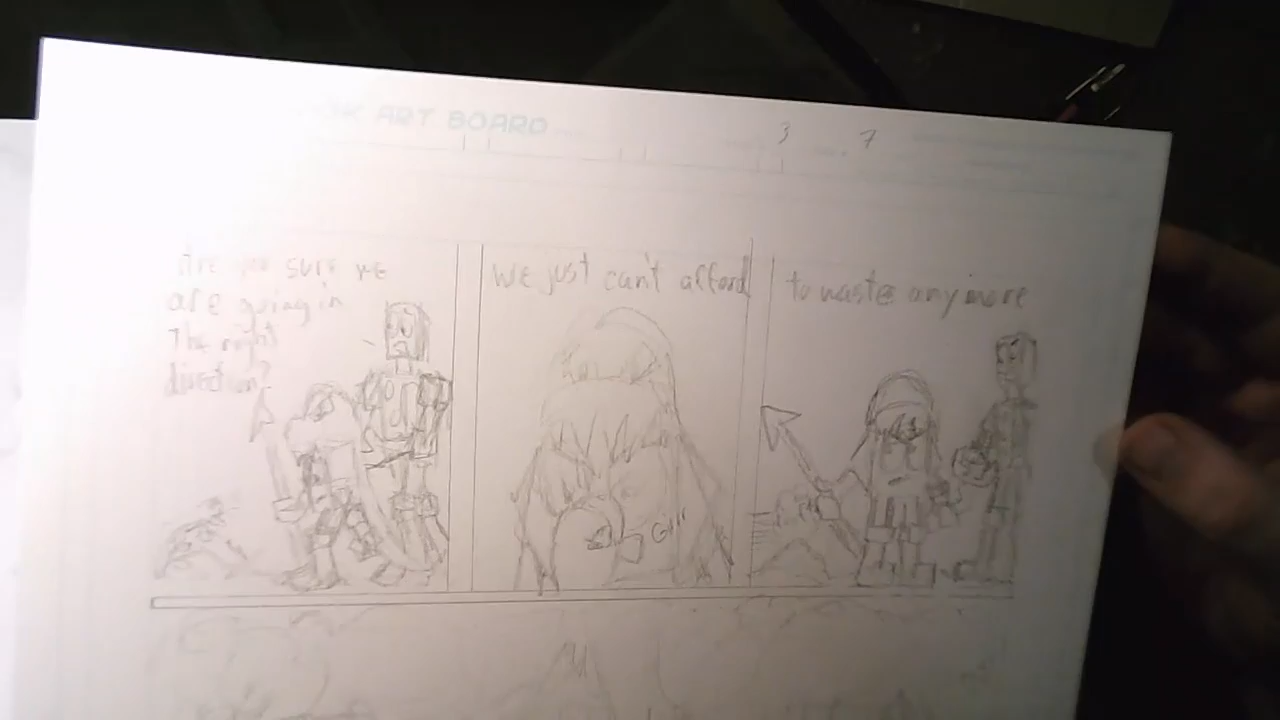 ART BOARD
3 7
Are you sure we
are going in
The right
direction?
we just can't afford
to waste any more